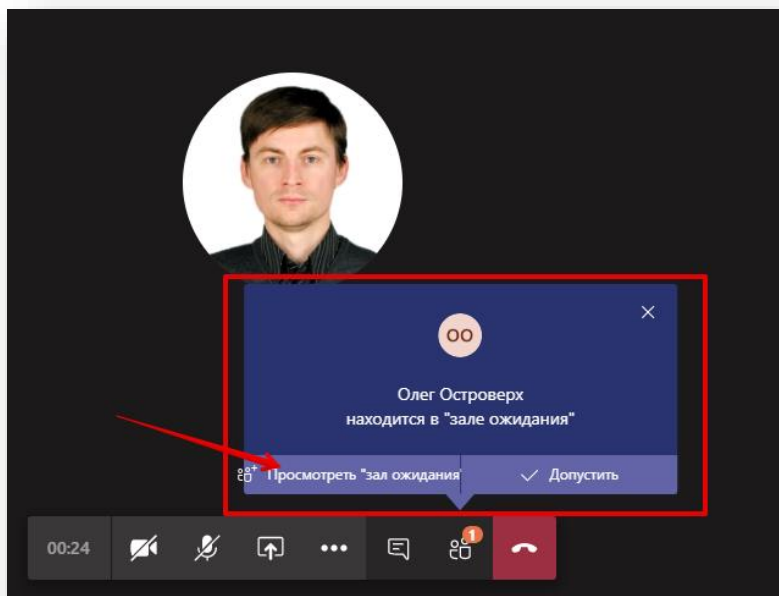 ОО
Олег Островерх
находится в "зале ожидания"
Просмотреть "зал ожидания
Допустить
00:24
1